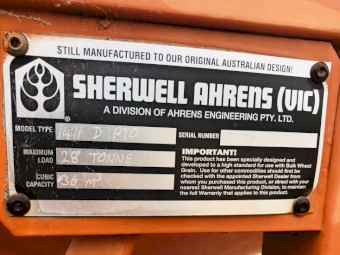 STILL MANUFACTURED TO OUR ORIGINAL AUSTRALIAN DESIGN!
SHERWELL AHRENS (VIC)
A DIVISION OF AHRENS ENGINEERING PTY. LTD.
MODEL TYPE 1411 D RTO
SERIAL NUMBER
MAXIMUM LOAD 28 TONNE
CUBIC CAPACITY 36 m³
IMPORTANT!
This product has been specially designed and
developed to a high standard for use with Bulk Wheat
Grain. Use for other commodities should first be
checked with the appointed Sherwell Dealer from
whom you purchased this product, or direct with the
nearest Sherwell Manufacturing Division, to maintain
the full Warranty that applies to this product.